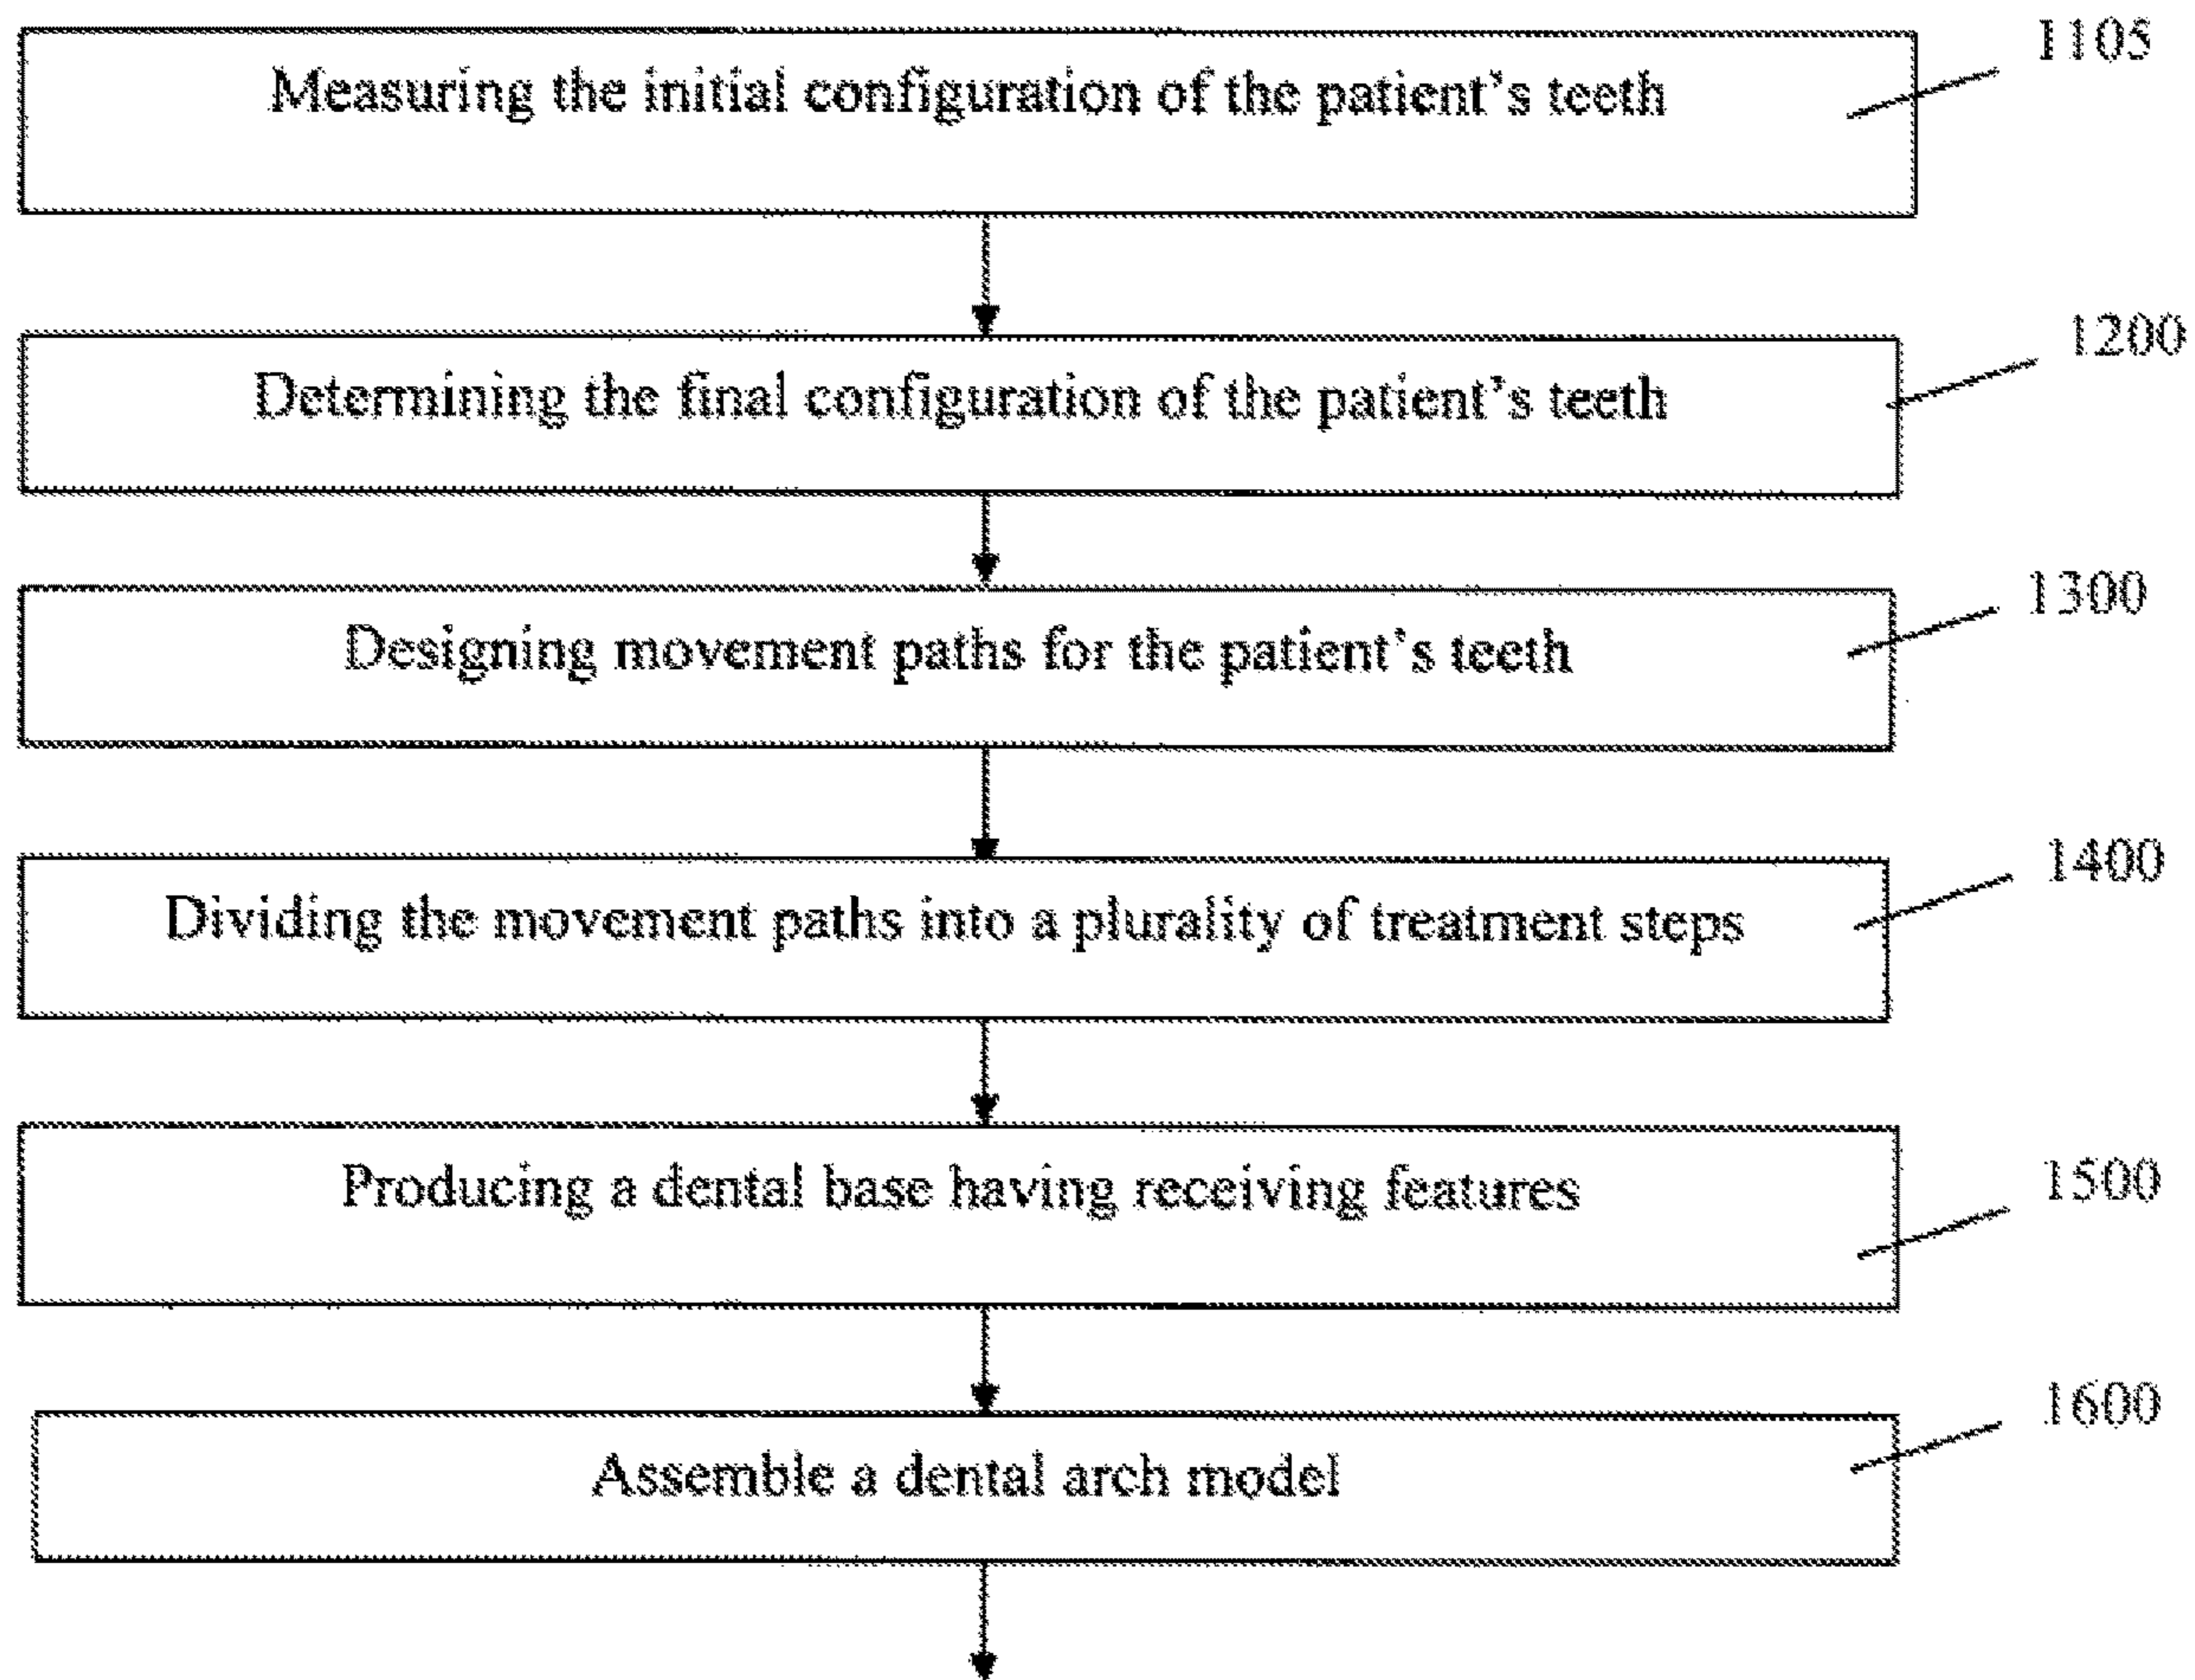 Measuring the initial configuration of the patient's teeth
1105
Determining the final configuration of the patient's teeth
1200
Designing movement paths for the patient's teeth
1300
Dividing the movement paths into a plurality of treatment steps
1400
Producing a dental base having receiving features
1500
Assemble a dental arch model
1600